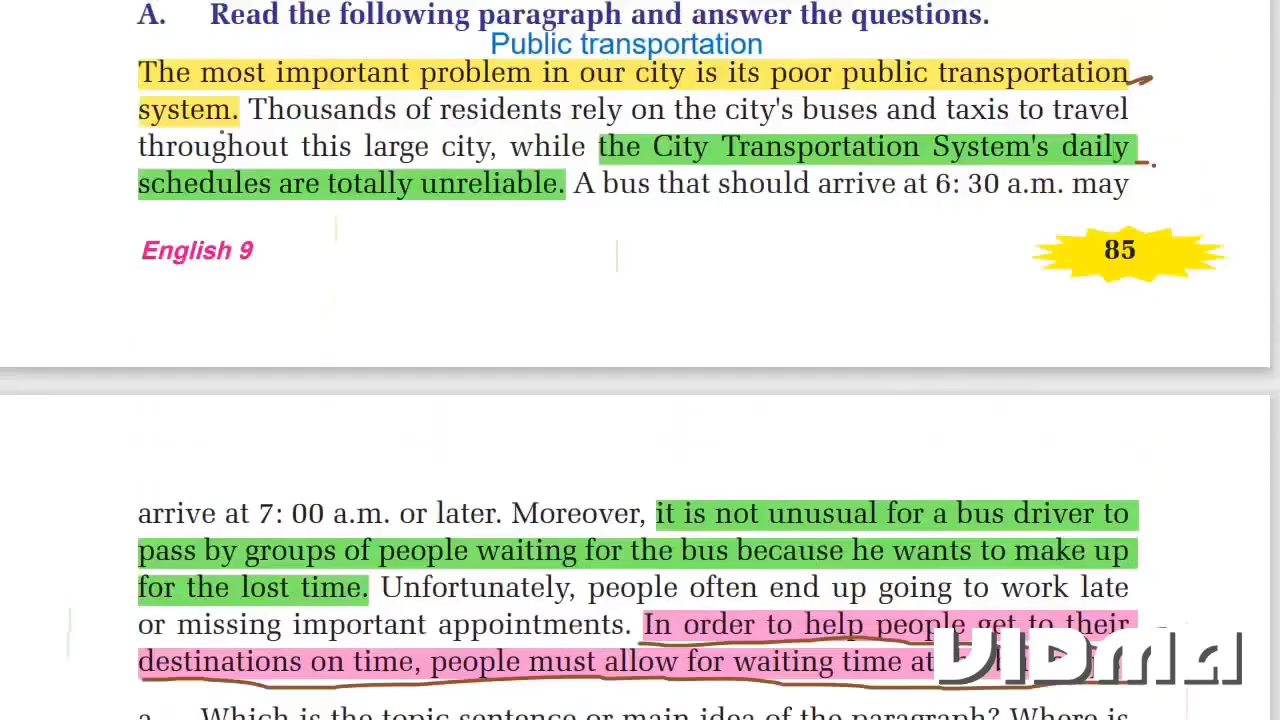 A. Read the following paragraph and answer the questions.
Public transportation
The most important problem in our city is its poor public transportation
system. Thousands of residents rely on the city's buses and taxis to travel
throughout this large city, while the City Transportation System's daily
schedules are totally unreliable. A bus that should arrive at 6: 30 a.m. may
English 9
85
arrive at 7: 00 a.m. or later. Moreover, it is not unusual for a bus driver to
pass by groups of people waiting for the bus because he wants to make up
for the lost time. Unfortunately, people often end up going to work late
or missing important appointments. In order to help people get to their
destinations on time, people must allow for waiting time at
VIDMA
a. Which is the topic sentence or main idea of the paragraph? Where is